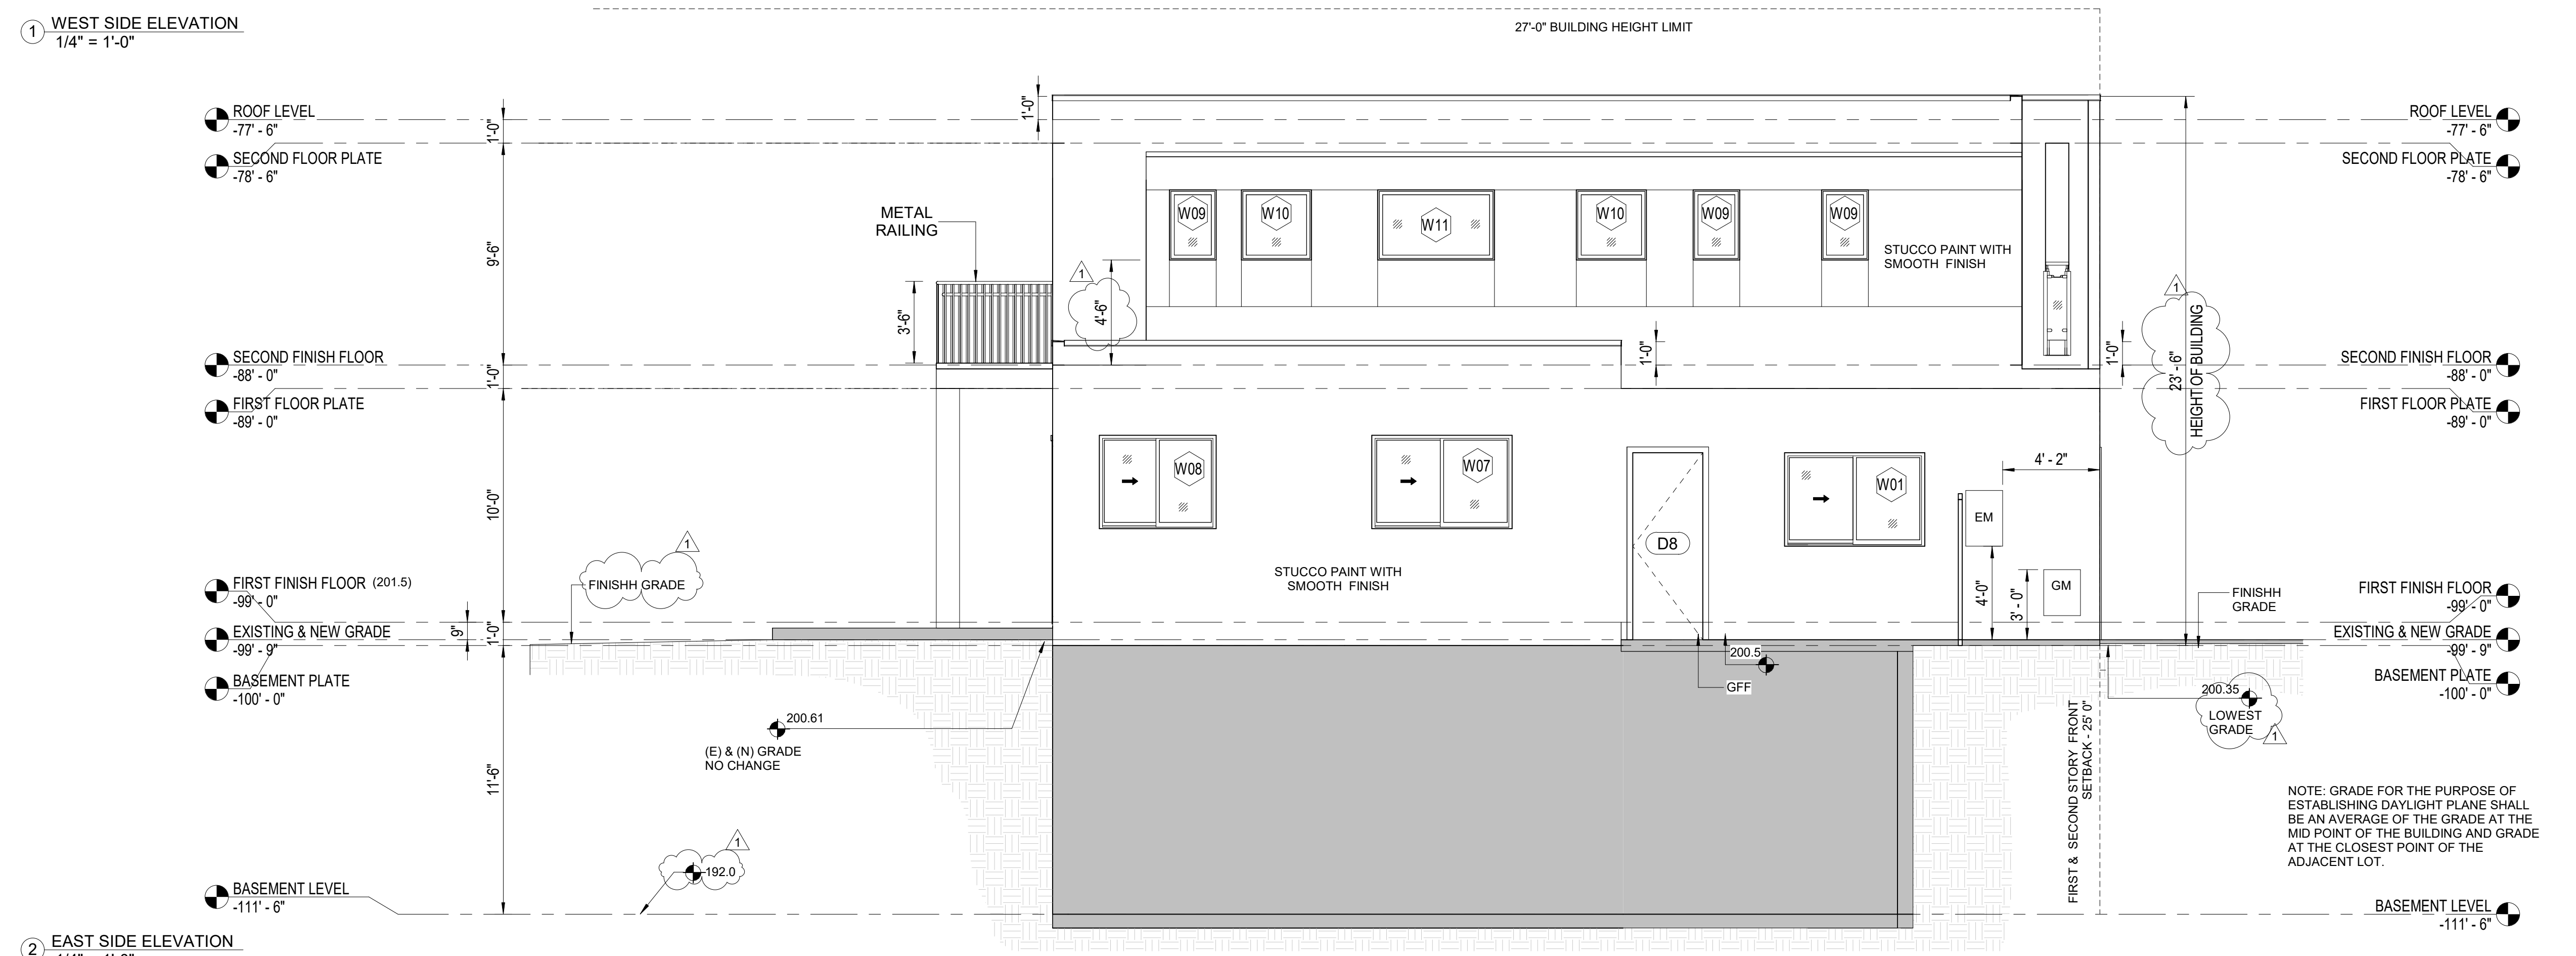 1 WEST SIDE ELEVATION
1/4" = 1'-0"
27'-0" BUILDING HEIGHT LIMIT
ROOF LEVEL
-77' - 6"
SECOND FLOOR PLATE
-78' - 6"
SECOND FINISH FLOOR
-88' - 0"
FIRST FLOOR PLATE
-89' - 0"
FIRST FINISH FLOOR (201.5)
-99' - 0"
EXISTING & NEW GRADE
-99' - 9"
BASEMENT PLATE
-100' - 0"
BASEMENT LEVEL
-111' - 6"
1'-0"
9'-6"
1'-0"
10'-0"
9"
1'-0"
11'-6"
METAL
RAILING
3'-6"
1'-0"
1
4'-6"
W09
W10
W11
W10
W09
W09
STUCCO PAINT WITH
SMOOTH FINISH
1'-0"
1'-0"
1
23' - 6"
HEIGHT OF BUILDING
W08
W07
D8
W01
EM
GM
4' - 2"
4'-0"
3' - 0"
STUCCO PAINT WITH
SMOOTH FINISH
1
FINISHH GRADE
FINISHH
GRADE
200.5
GFF
200.61
(E) & (N) GRADE
NO CHANGE
1
192.0
200.35
LOWEST
GRADE
1
FIRST & SECOND STORY FRONT
SETBACK - 25' 0"
NOTE: GRADE FOR THE PURPOSE OF
ESTABLISHING DAYLIGHT PLANE SHALL
BE AN AVERAGE OF THE GRADE AT THE
MID POINT OF THE BUILDING AND GRADE
AT THE CLOSEST POINT OF THE
ADJACENT LOT.
ROOF LEVEL
-77' - 6"
SECOND FLOOR PLATE
-78' - 6"
SECOND FINISH FLOOR
-88' - 0"
FIRST FLOOR PLATE
-89' - 0"
FIRST FINISH FLOOR
-99' - 0"
EXISTING & NEW GRADE
-99' - 9"
BASEMENT PLATE
-100' - 0"
BASEMENT LEVEL
-111' - 6"
2 EAST SIDE ELEVATION